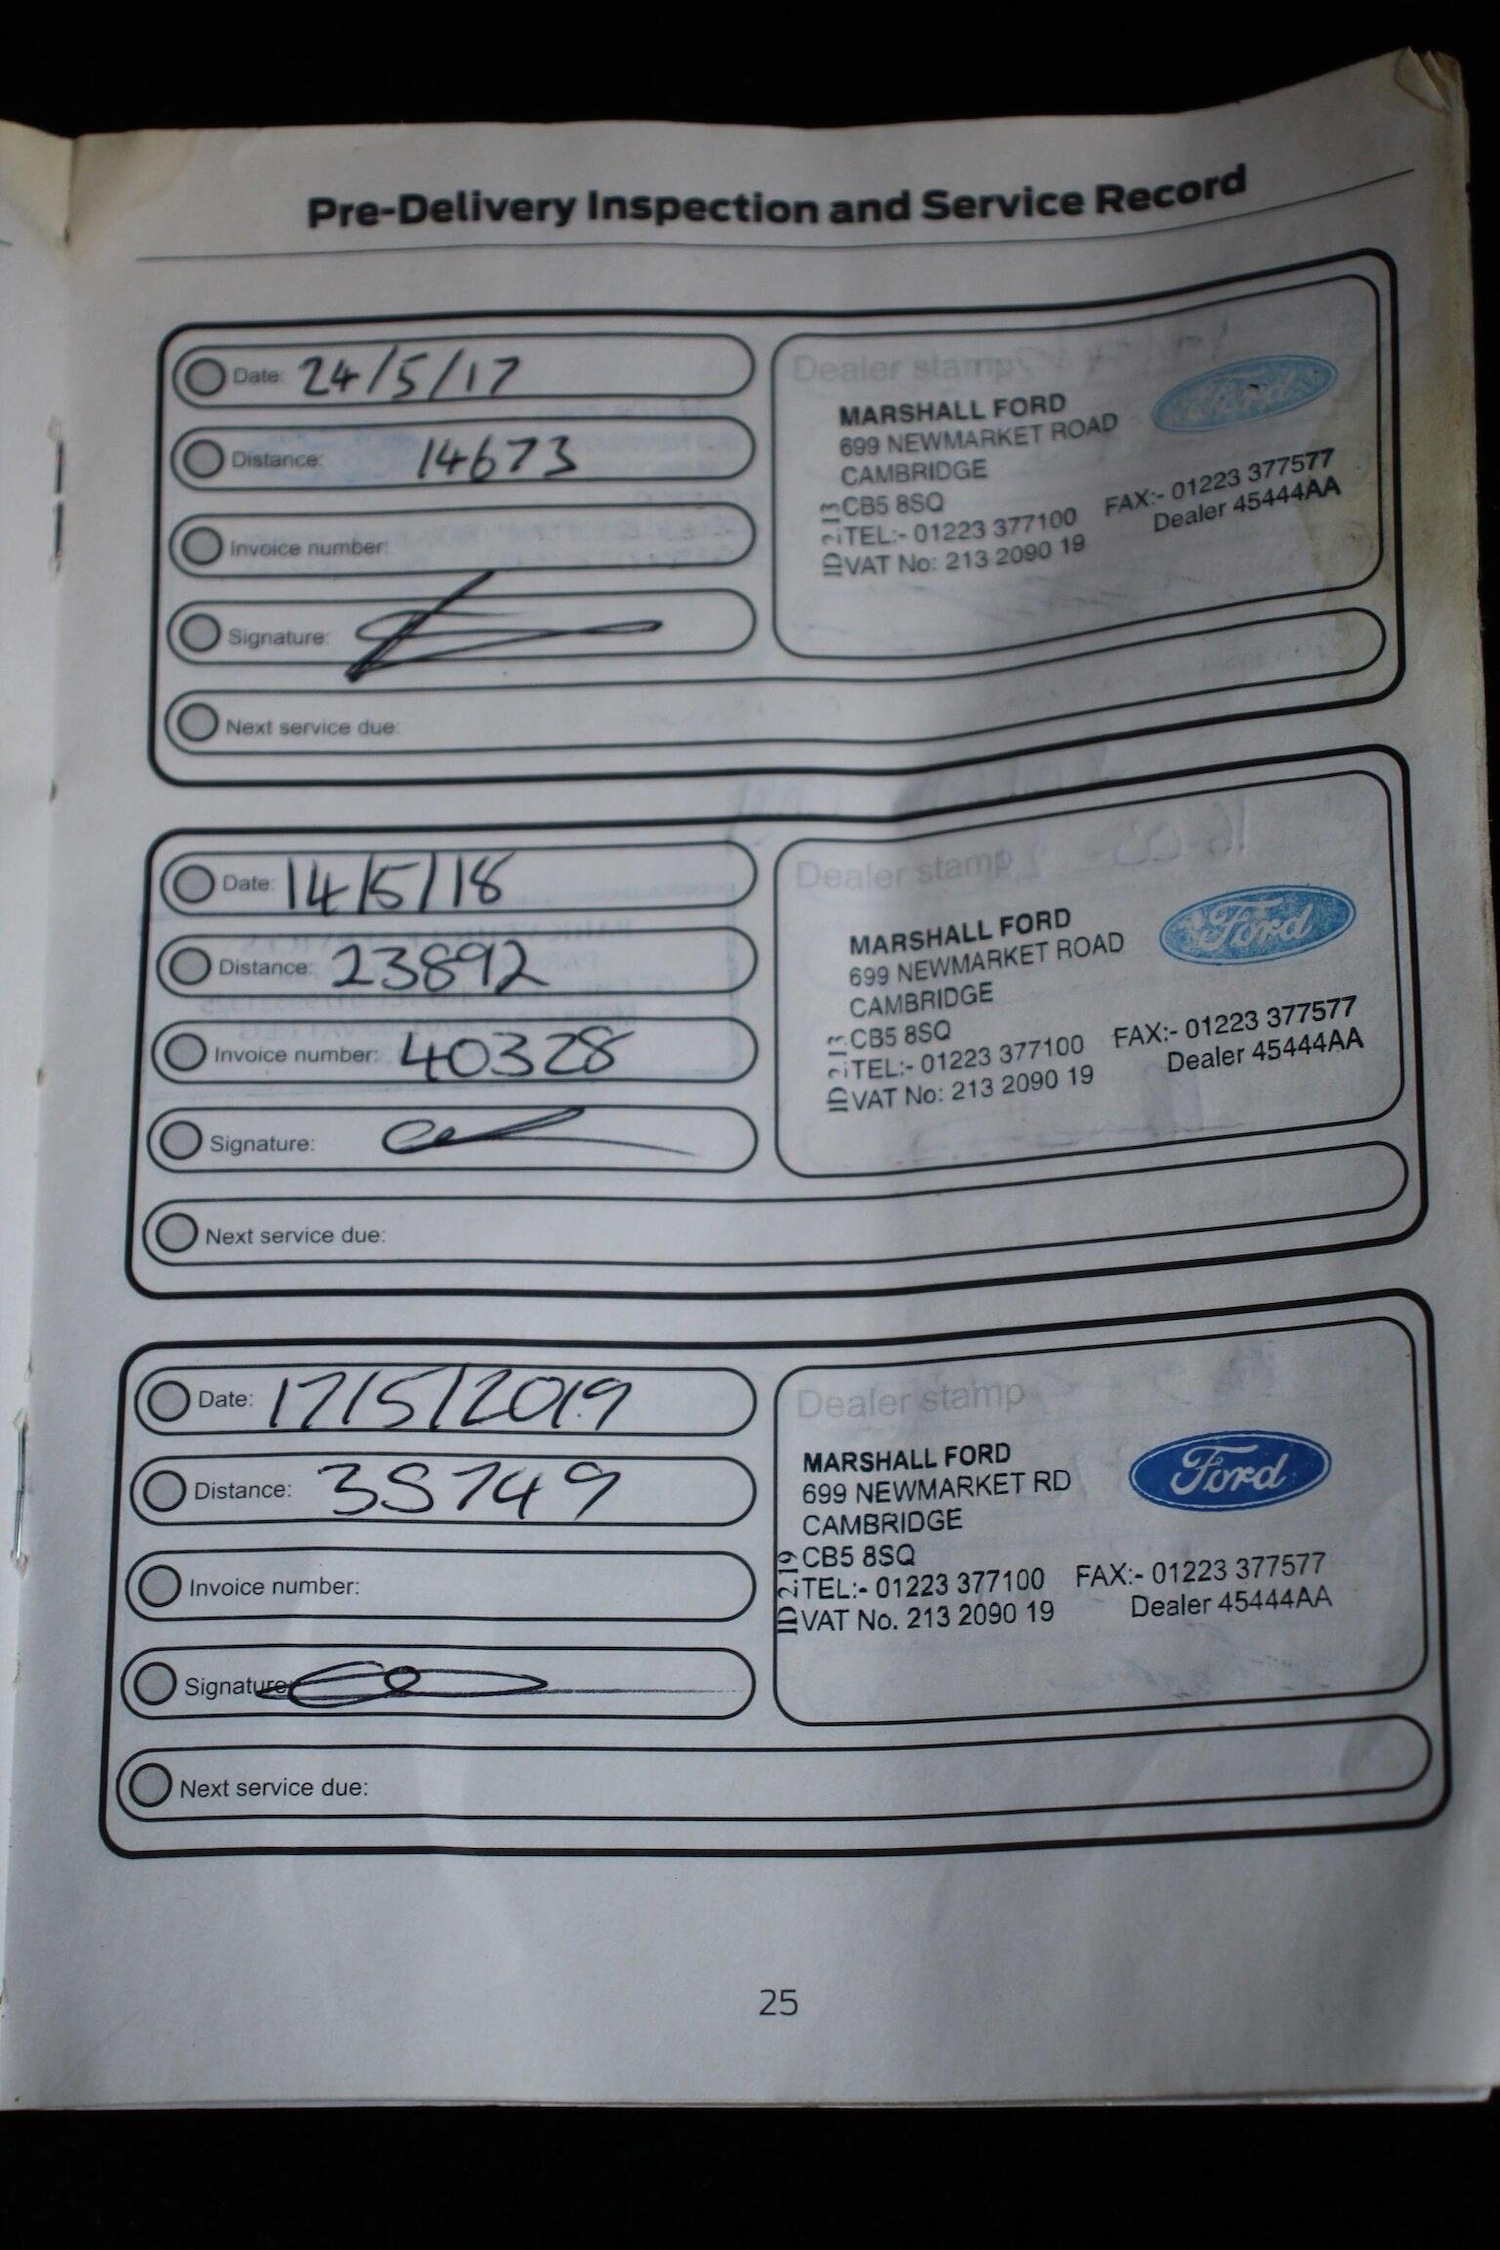 Pre-Delivery Inspection and Service Record
Date: 24/5/17
Distance: 14673
Invoice number:
Signature:
Next service due:
Dealer stamp
Ford
MARSHALL FORD
699 NEWMARKET ROAD
CAMBRIDGE
CB5 8SQ
TEL:- 01223 377100 FAX:- 01223 377577
VAT No: 213 2090 19 Dealer 45444AA
Date: 14/5/18
Distance: 23892
Invoice number: 40328
Signature:
Next service due:
Dealer stamp
Ford
MARSHALL FORD
699 NEWMARKET ROAD
CAMBRIDGE
CB5 8SQ
TEL:- 01223 377100 FAX:- 01223 377577
VAT No: 213 2090 19 Dealer 45444AA
Date: 17/5/2019
Distance: 35749
Invoice number:
Signature:
Next service due:
Dealer stamp
Ford
MARSHALL FORD
699 NEWMARKET RD
CAMBRIDGE
CB5 8SQ
TEL:- 01223 377100 FAX:- 01223 377577
VAT No. 213 2090 19 Dealer 45444AA
25